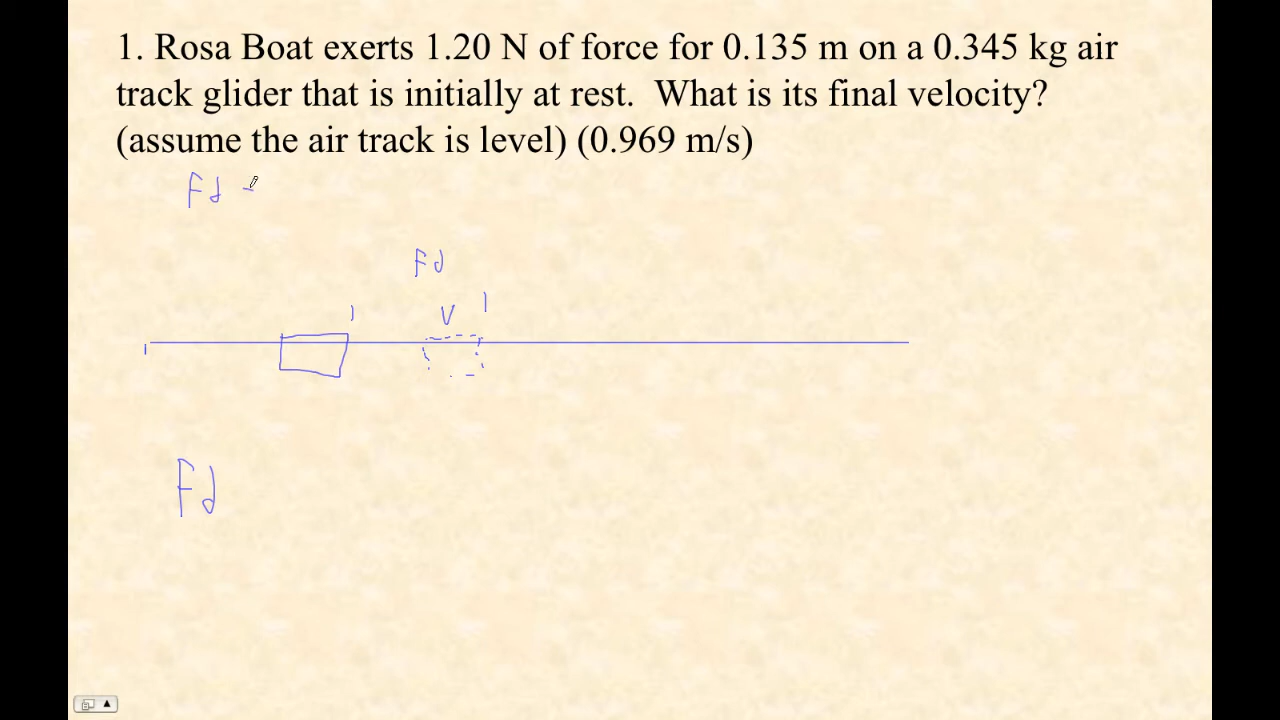 1. Rosa Boat exerts 1.20 N of force for 0.135 m on a 0.345 kg air
track glider that is initially at rest.  What is its final velocity?
(assume the air track is level) (0.969 m/s)
Fd -
Fd
V
Fd